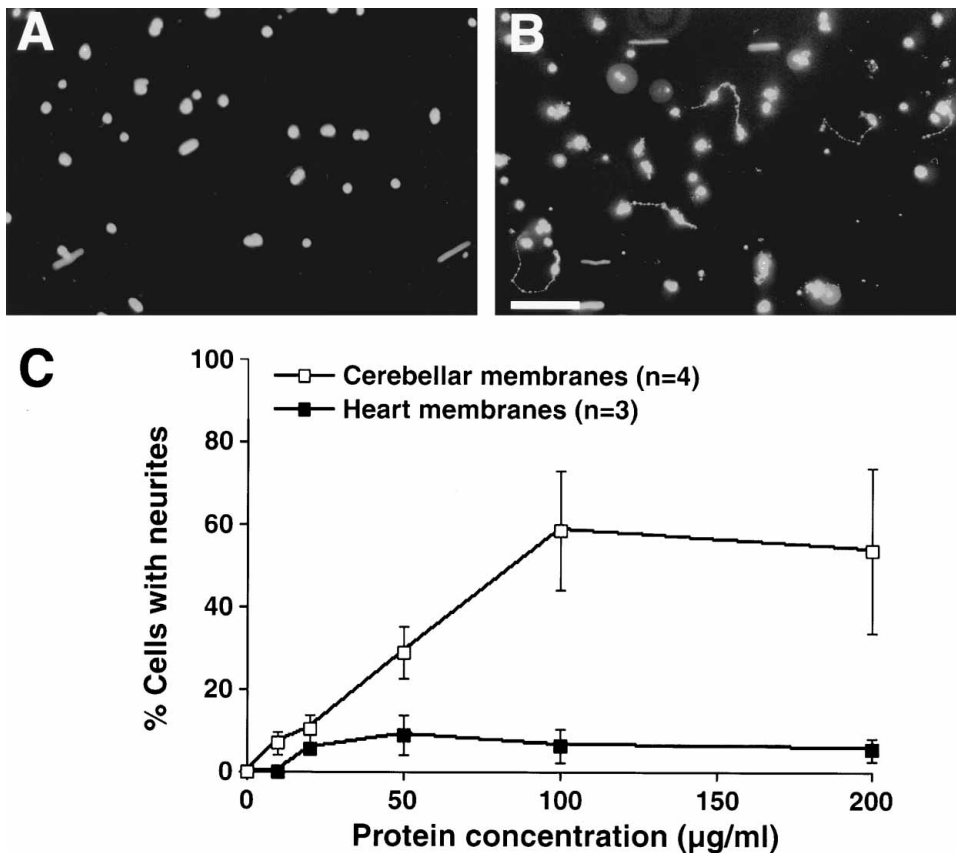 A
B
C
Cerebellar membranes (n=4)
Heart membranes (n=3)
% Cells with neurites
100
80
60
40
20
0
0 50 100 150 200
Protein concentration (µg/ml)